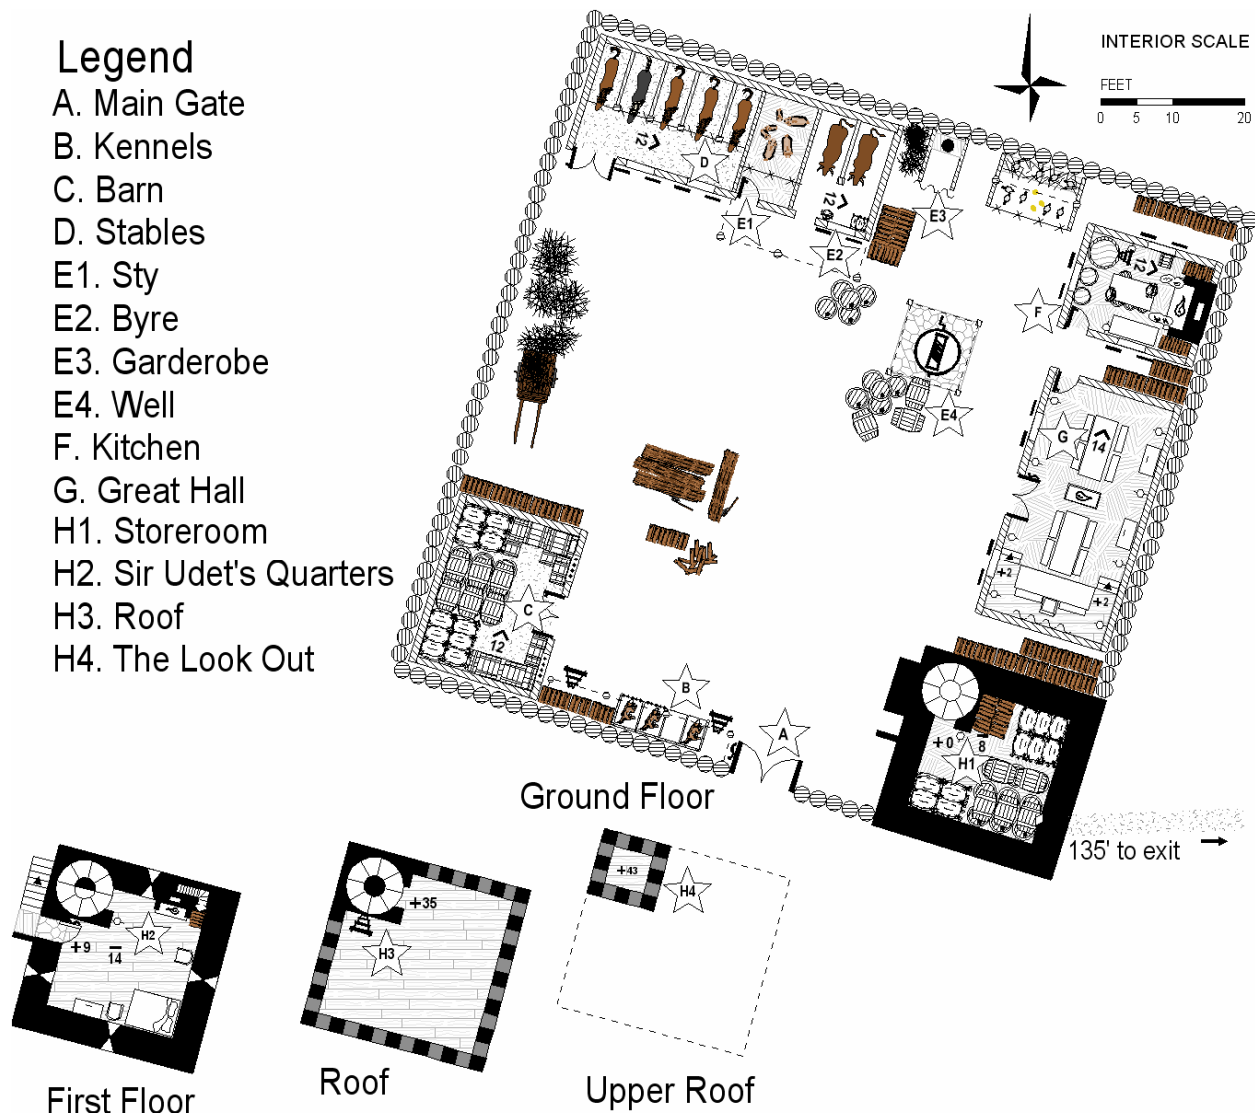 Legend
A. Main Gate
B. Kennels
C. Barn
D. Stables
E1. Sty
E2. Byre
E3. Garderobe
E4. Well
F. Kitchen
G. Great Hall
H1. Storeroom
H2. Sir Udet's Quarters
H3. Roof
H4. The Look Out
INTERIOR SCALE
FEET
0 5 10 20
12
D
E1
12
E2
E3
12
F
E4
G
14
+2
+2
C
12
B
A
+0
8
H1
Ground Floor
135' to exit
H2
+9
14
First Floor
+35
H3
Roof
+43
H4
Upper Roof